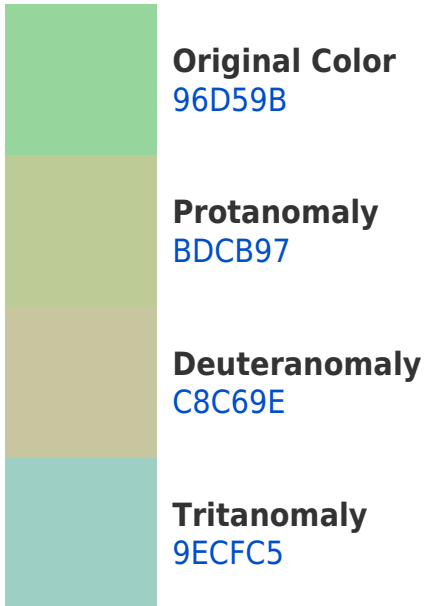 Original Color
96D59B
Protanomaly
BDCB97
Deuteranomaly
C8C69E
Tritanomaly
9ECFC5